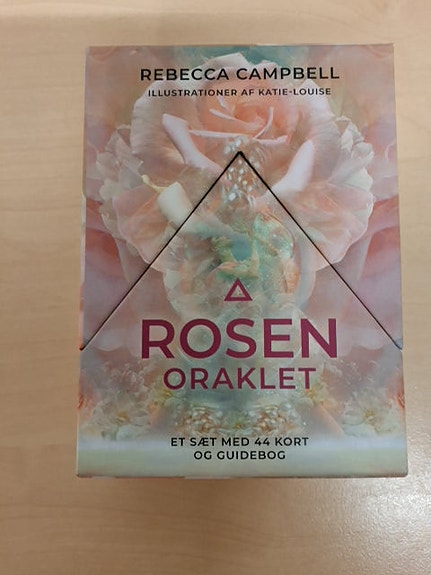 REBECCA CAMPBELL
ILLUSTRATIONER AF KATIE-LOUISE
ROSEN
ORAKLET
ET SÆT MED 44 KORT
OG GUIDEBOG